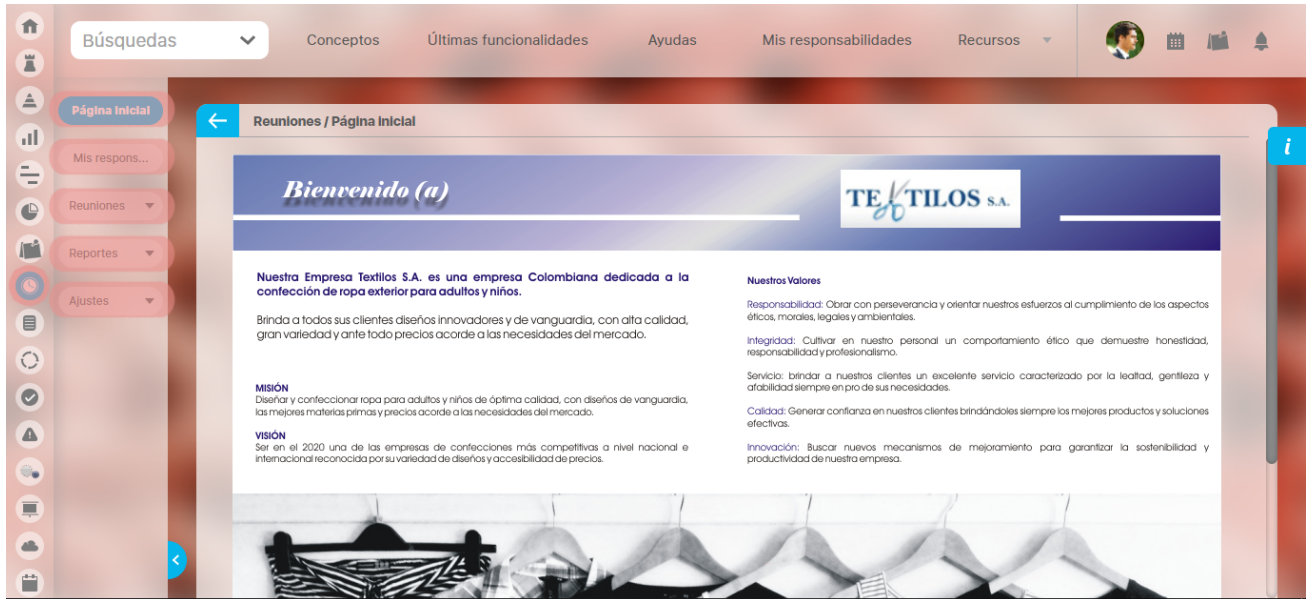 Búsquedas
Conceptos
Últimas funcionalidades
Ayudas
Mis responsabilidades
Recursos
Página inicial
Mis respons...
Reuniones
Reportes
Ajustes
Reuniones / Página inicial
i
Bienvenido (a)
TEXTILOS S.A.
Nuestra Empresa Textilos S.A. es una empresa Colombiana dedicada a la
confección de ropa exterior para adultos y niños.
Brinda a todos sus clientes diseños innovadores y de vanguardia, con alta calidad,
gran variedad y ante todo precios acorde a las necesidades del mercado.
MISIÓN
Diseñar y confeccionar ropa para adultos y niños de óptima calidad, con diseños de vanguardia,
las mejores materias primas y precios acorde a las necesidades del mercado.
VISIÓN
Ser en el 2020 una de las empresas de confecciones más competitivas a nivel nacional e
internacional reconocida por su variedad de diseños y accesibilidad de precios.
Nuestros Valores
Responsabilidad: Obrar con perseverancia y orientar nuestros esfuerzos al cumplimiento de los aspectos
éticos, morales, legales y ambientales.
Integridad: Cultivar en nuestro personal un comportamiento ético que demuestre honestidad,
responsabilidad y profesionalismo.
Servicio: brindar a nuestros clientes un excelente servicio caracterizado por la lealtad, gentileza y
afabilidad siempre en pro de sus necesidades.
Calidad: Generar confianza en nuestros clientes brindándoles siempre los mejores productos y soluciones
efectivas.
Innovación: Buscar nuevos mecanismos de mejoramiento para garantizar la sostenibilidad y
productividad de nuestra empresa.